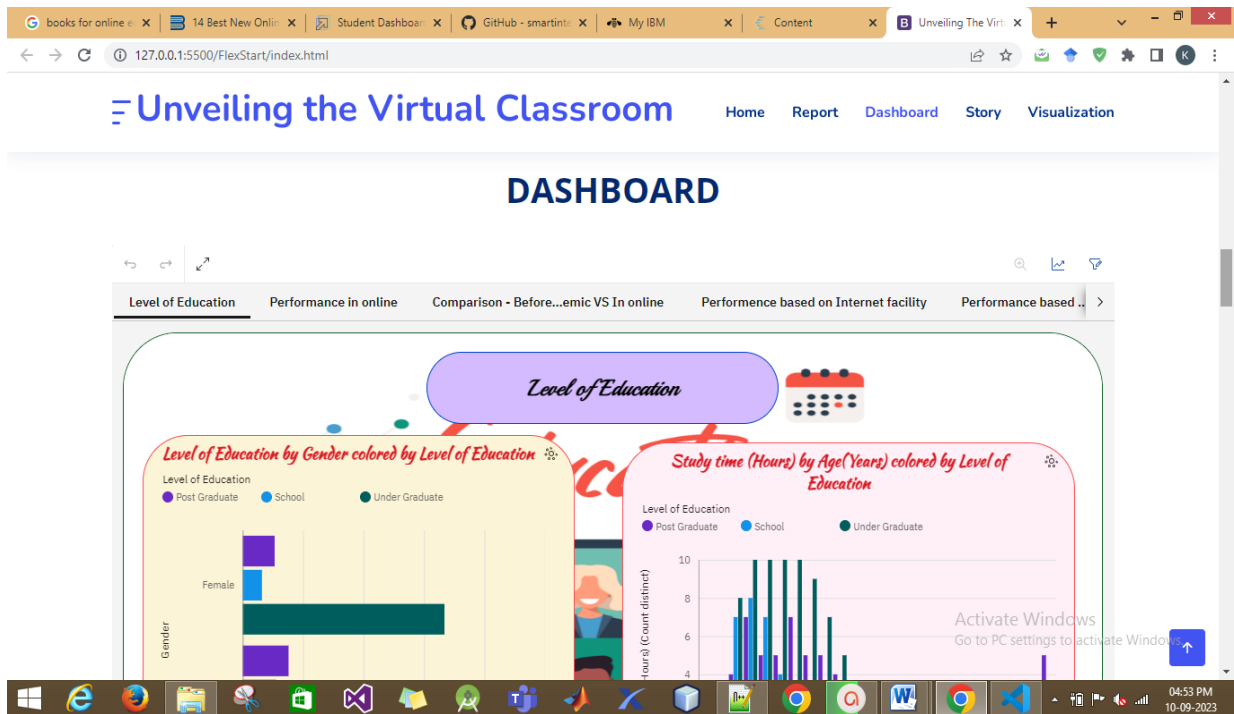 books for online e
14 Best New Onlin
Student Dashboar
GitHub - smartinte
My IBM
Content
Unveiling The Virt
127.0.0.1:5500/FlexStart/index.html
K
Unveiling the Virtual Classroom
Home Report Dashboard Story Visualization
DASHBOARD
Level of Education Performance in online Comparison - Before...emic VS In online Performence based on Internet facility Performance based ..
Level of Education
Level of Education by Gender colored by Level of Education
Level of Education
Post Graduate School Under Graduate
Female
Gender
Study time (Hours) by Age(Years) colored by Level of
Education
Level of Education
Post Graduate School Under Graduate
10
8
6
4
ours) (Count distinct)
Activate Windows
Go to PC settings to activate Windows.
04:53 PM
10-09-2023